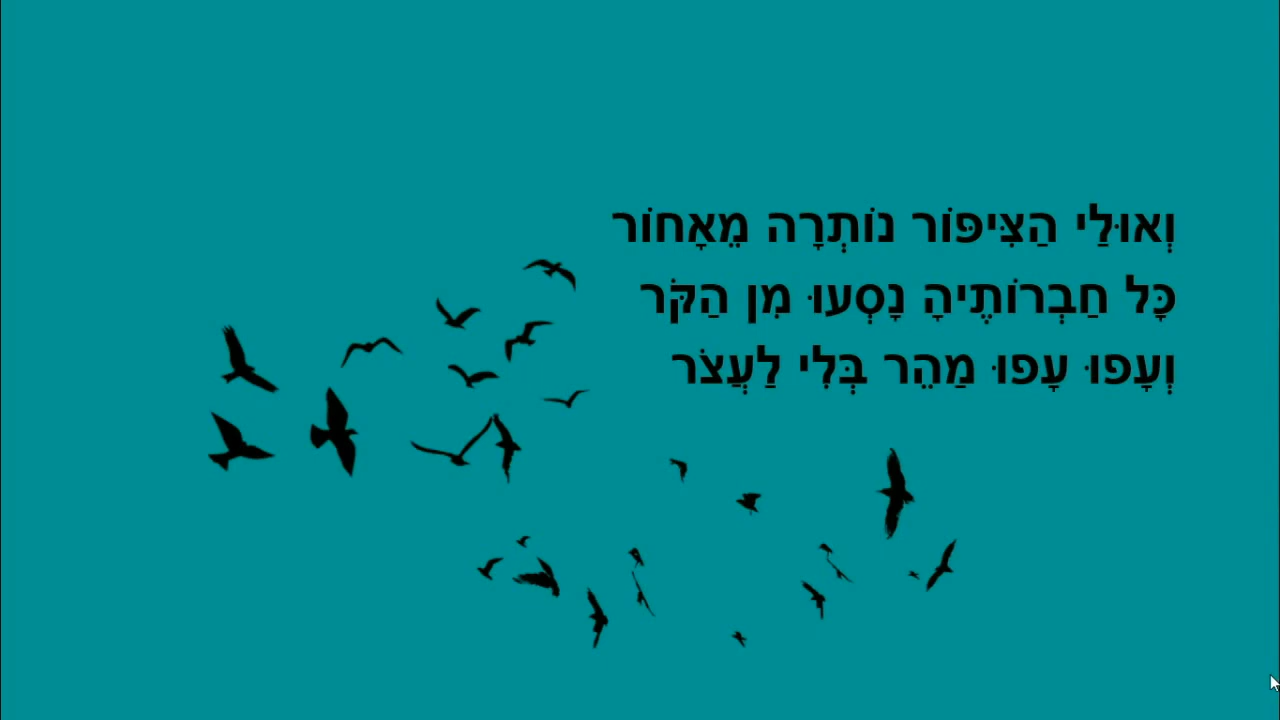 וְאוּלַי הַצִּיפּוֹר נוֹתְרָה מֵאָחוֹר
כָּל חַבְרוֹתֶיהָ נָסְעוּ מִן הַקֹּר
וְעָפוּ עָפוּ מַהֵר בְּלִי לַעֲצֹר